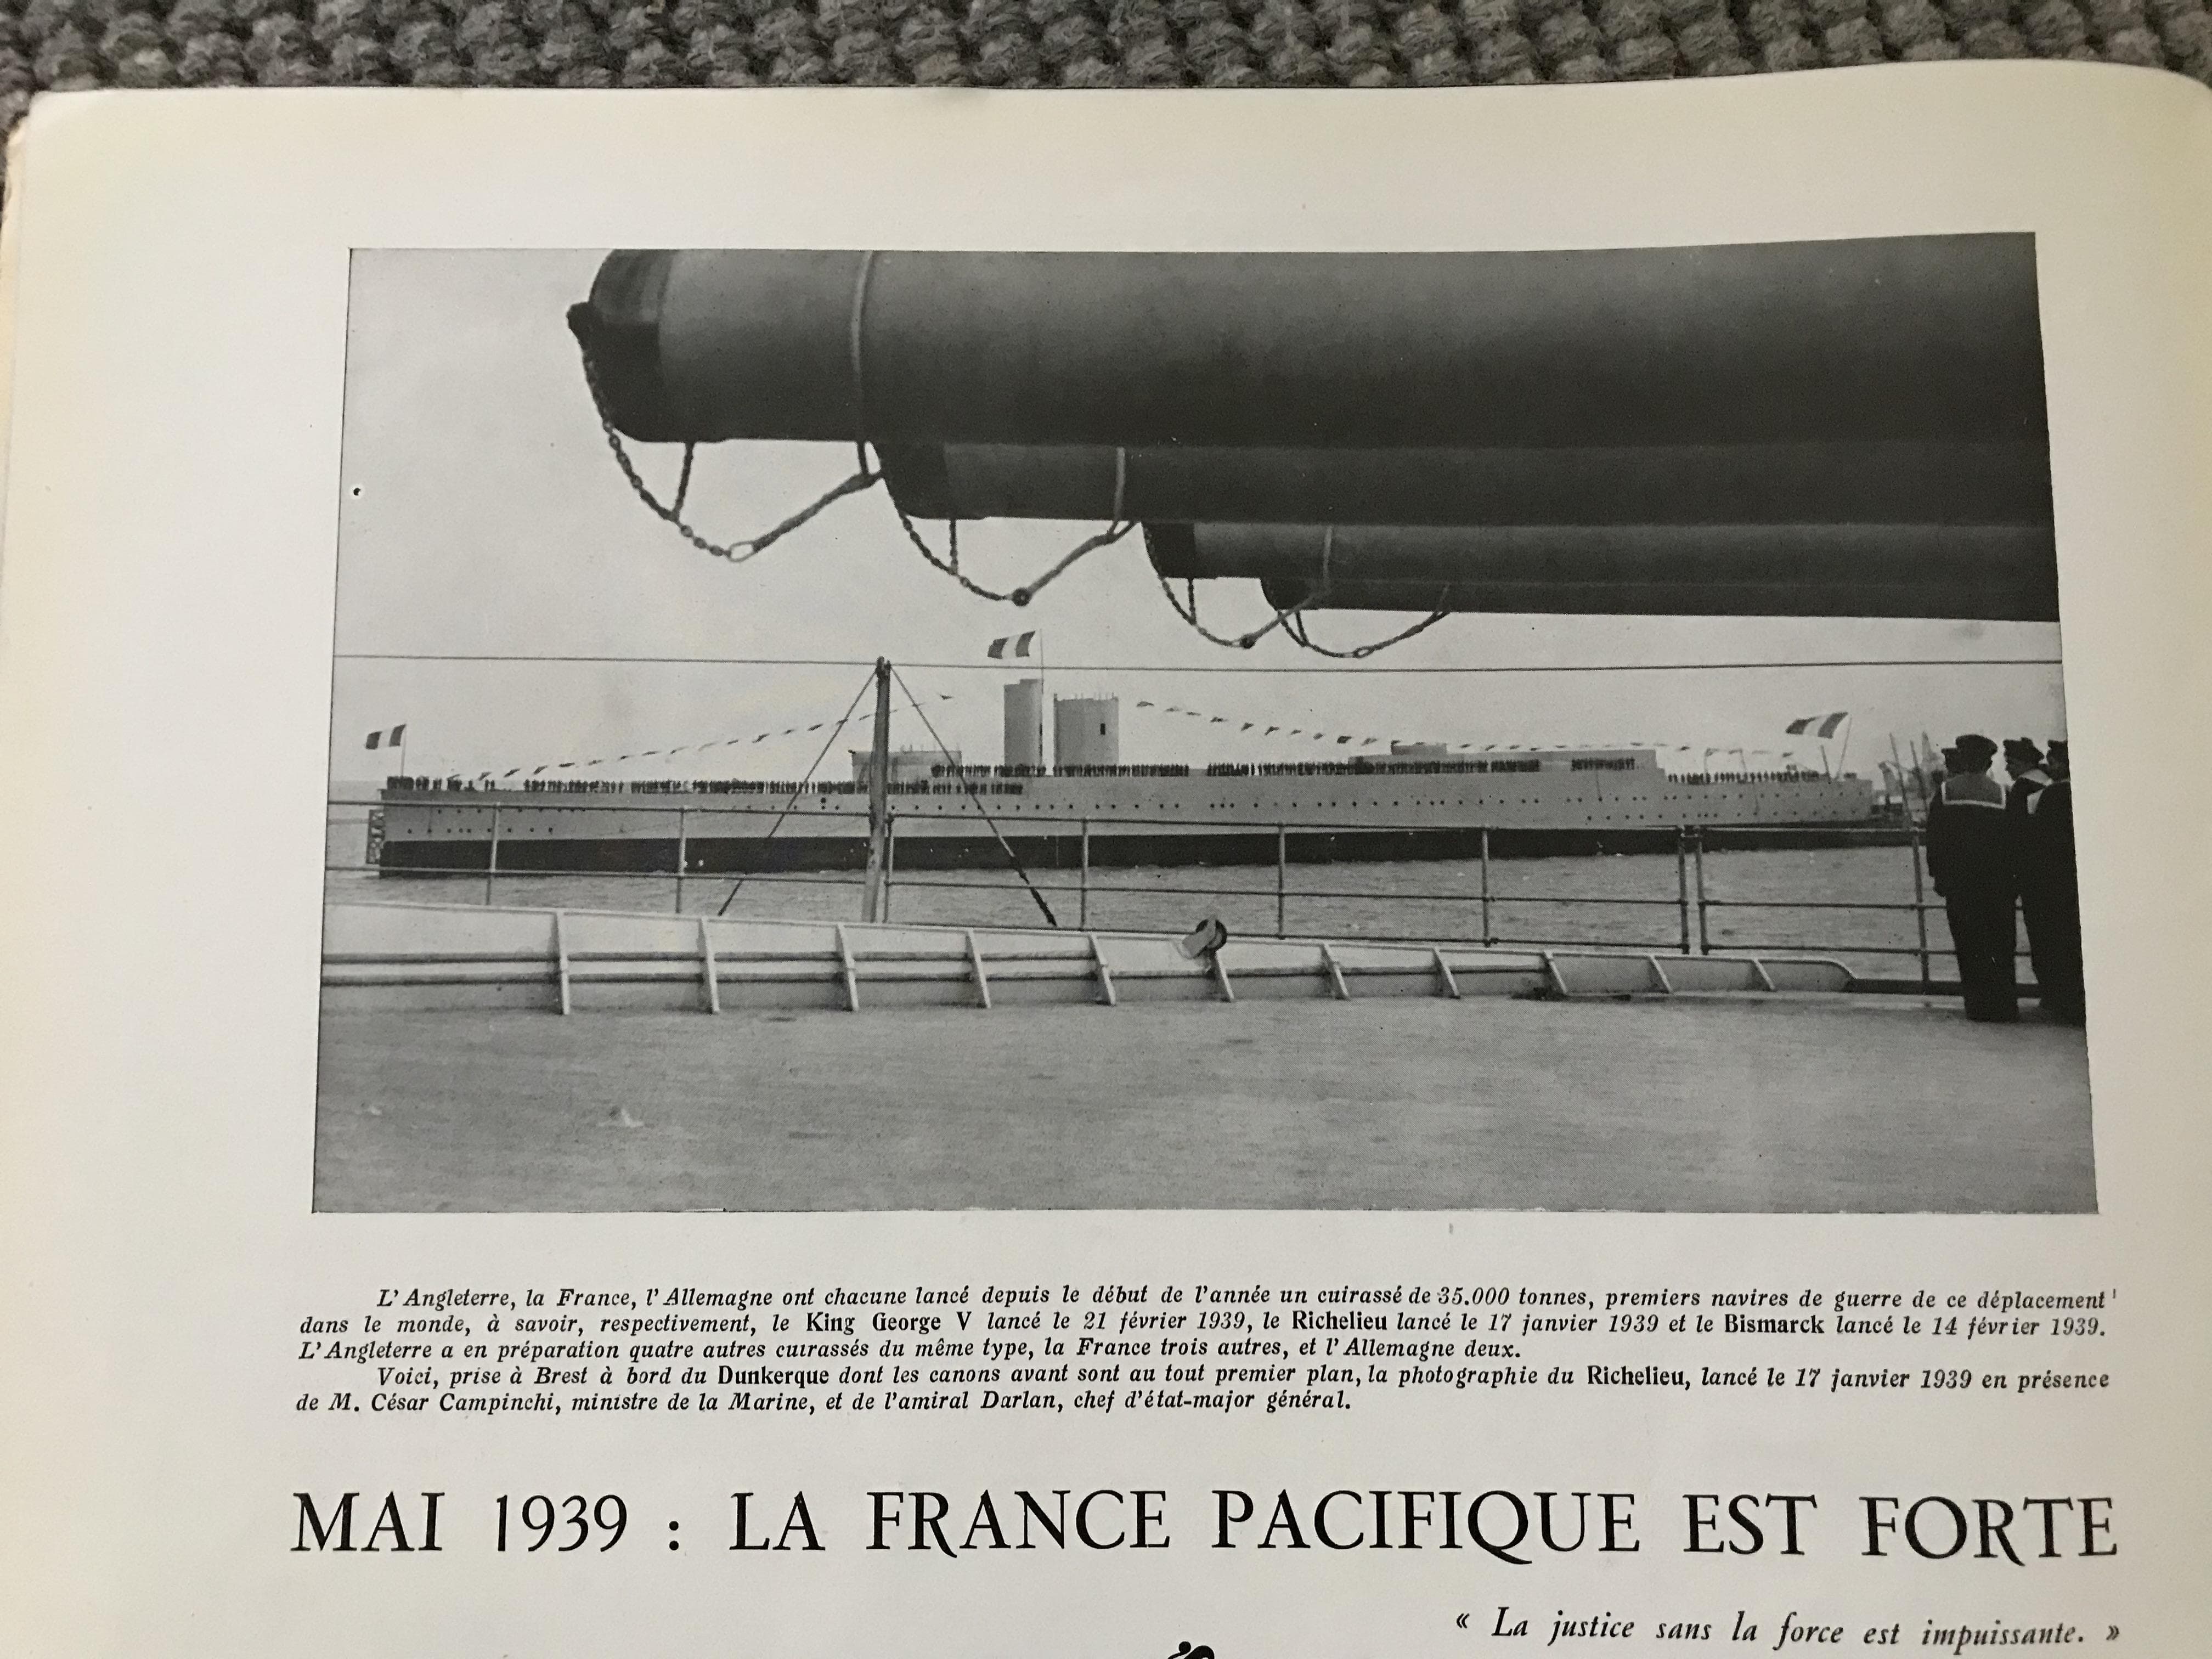 L'Angleterre, la France, l'Allemagne ont chacune lancé depuis le début de l'année un cuirassé de 35.000 tonnes, premiers navires de guerre de ce déplacement
dans le monde, à savoir, respectivement, le King George V lancé le 21 février 1939, le Richelieu lancé le 17 janvier 1939 et le Bismarck lancé le 14 février 1939.
L'Angleterre a en préparation quatre autres cuirassés du même type, la France trois autres, et l'Allemagne deux.
Voici, prise à Brest à bord du Dunkerque dont les canons avant sont au tout premier plan, la photographie du Richelieu, lancé le 17 janvier 1939 en présence
de M. César Campinchi, ministre de la Marine, et de l'amiral Darlan, chef d'état-major général.
MAI 1939 : LA FRANCE PACIFIQUE EST FORTE
« La justice sans la force est impuissante. »